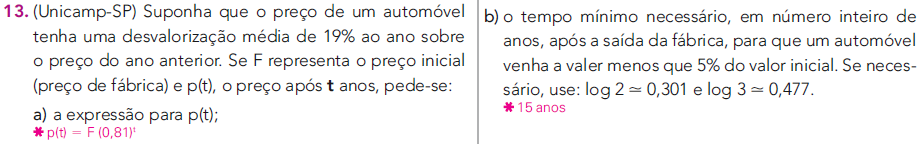 13. (Unicamp-SP) Suponha que o preço de um automóvel
tenha uma desvalorização média de 19% ao ano sobre
o preço do ano anterior. Se F representa o preço inicial
(preço de fábrica) e p(t), o preço após t anos, pede-se:
a) a expressão para p(t);
✱ p(t) = F (0,81)ᵗ
b) o tempo mínimo necessário, em número inteiro de
anos, após a saída da fábrica, para que um automóvel
venha a valer menos que 5% do valor inicial. Se neces-
sário, use: log 2 ≃ 0,301 e log 3 ≃ 0,477.
✱ 15 anos